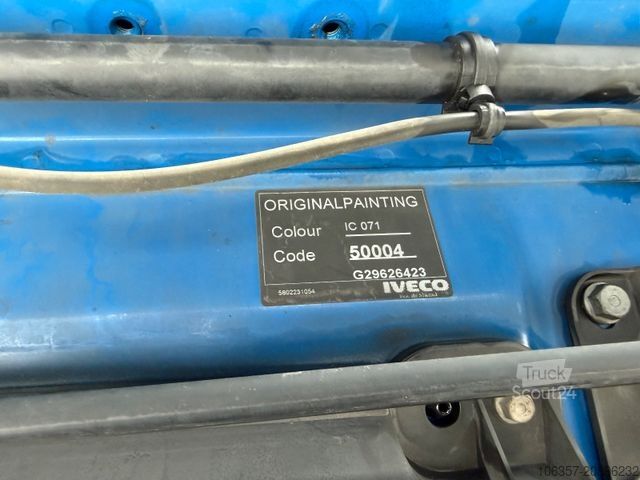 ORIGINALPAINTING
Colour IC 071
Code 50004
G29626423
5802231054 IVECO
Truck
Scout24